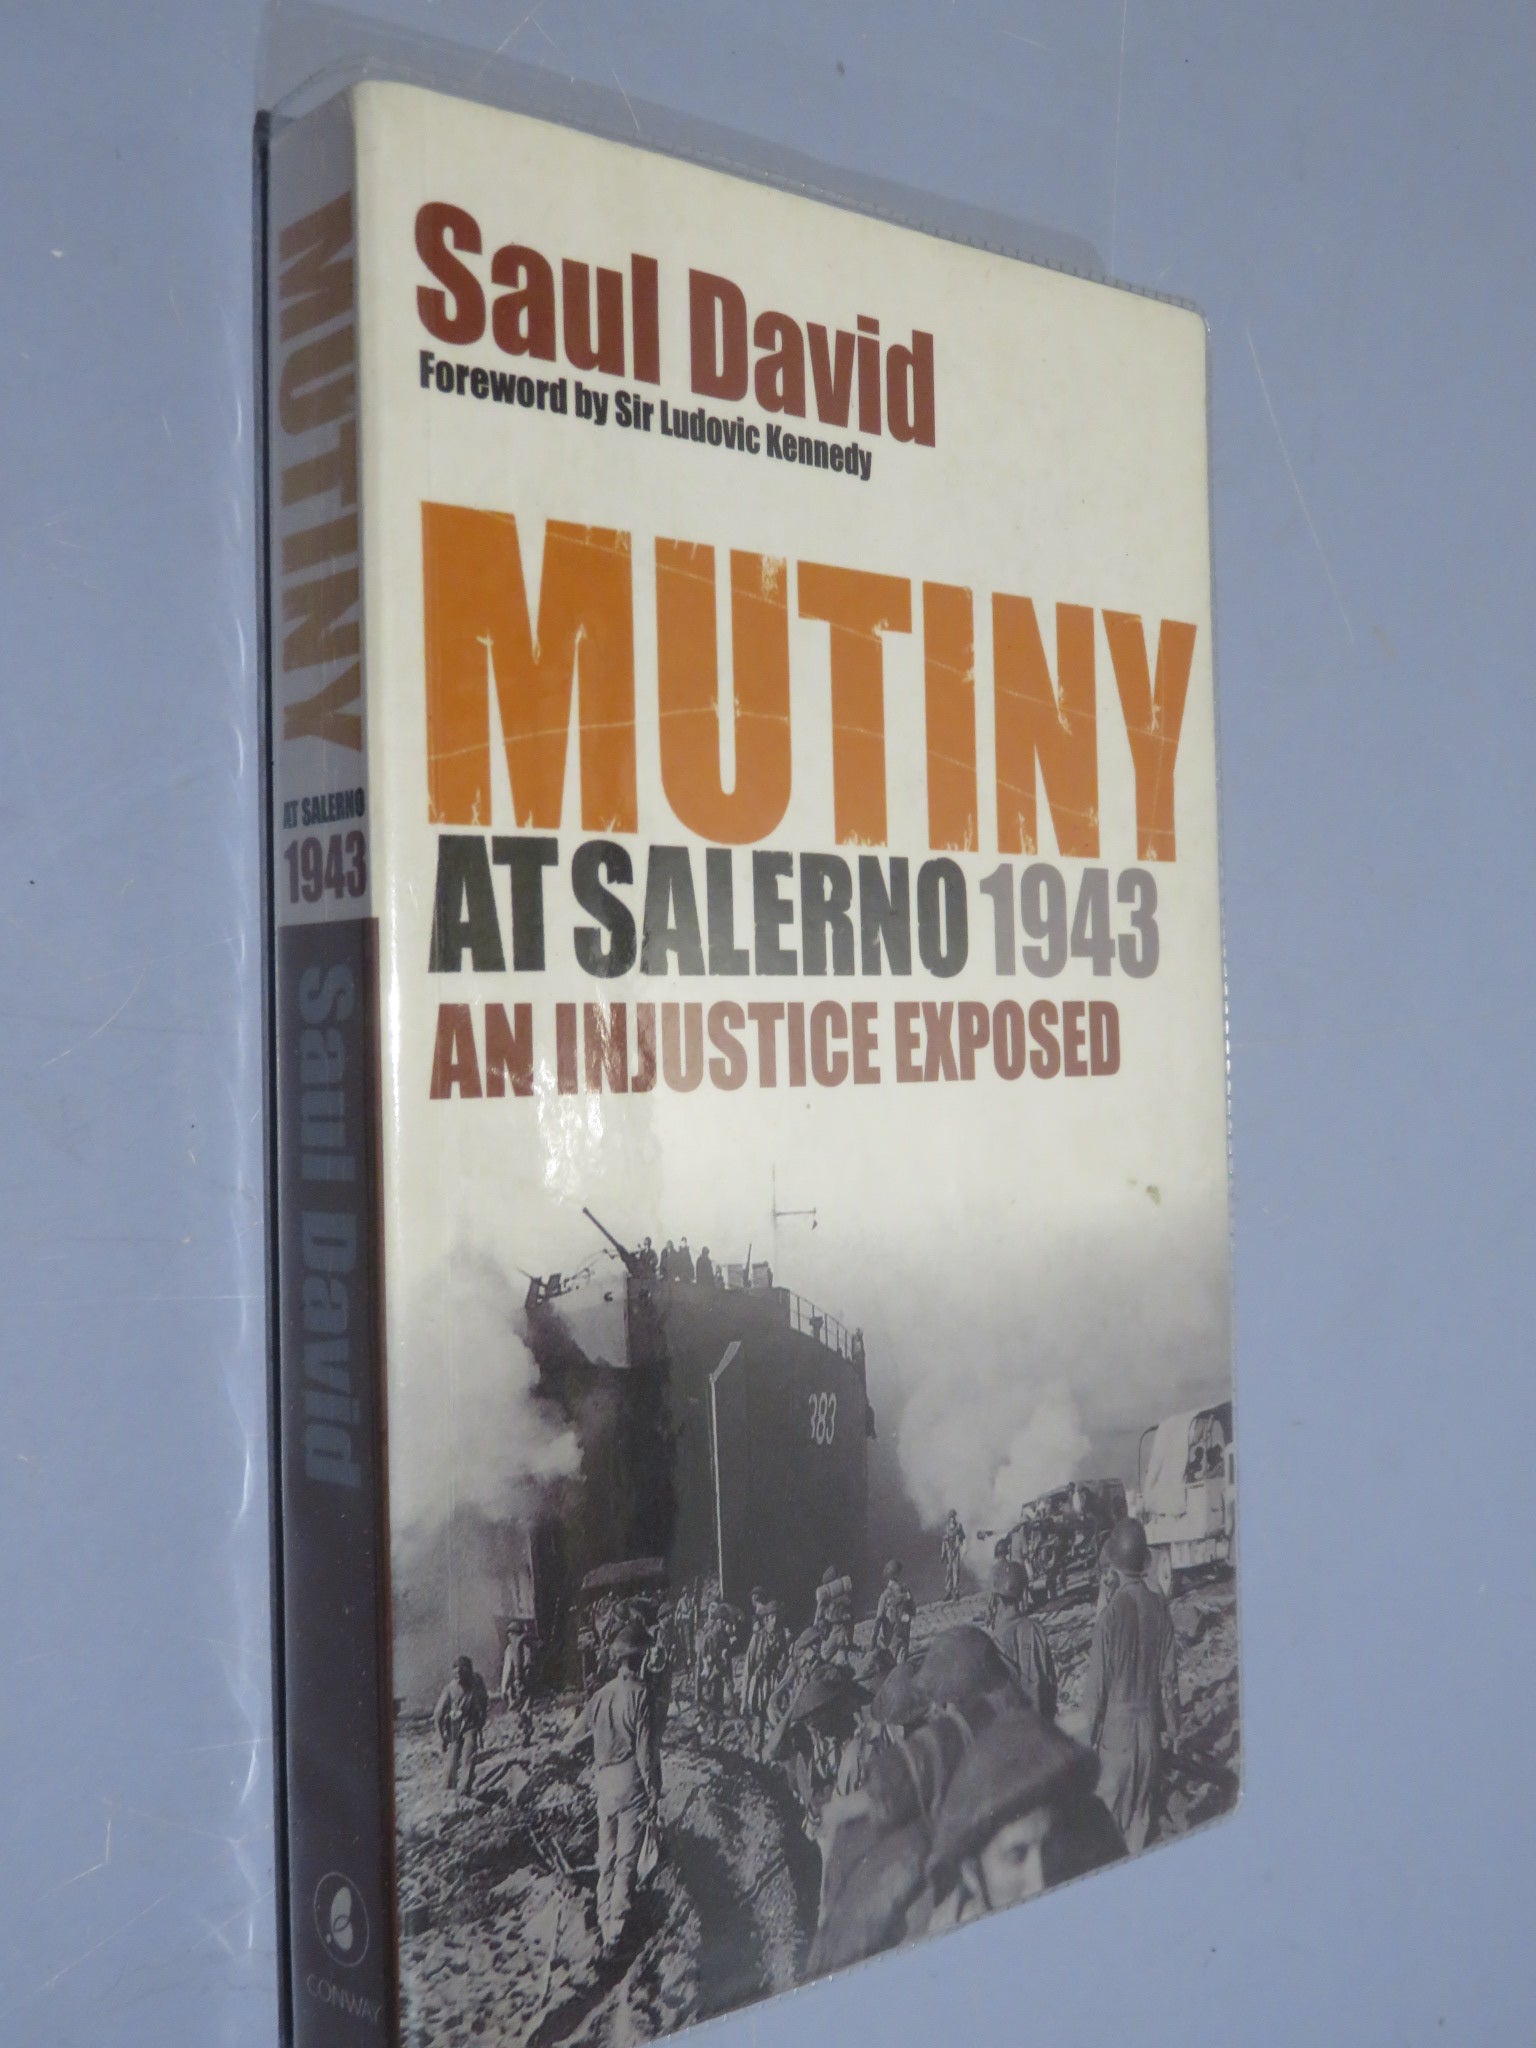 Saul David
Foreword by Sir Ludovic Kennedy
MUTINY
AT SALERNO 1943
AN INJUSTICE EXPOSED
383
MUTINY
AT SALERNO
1943
Saul David
CONWAY